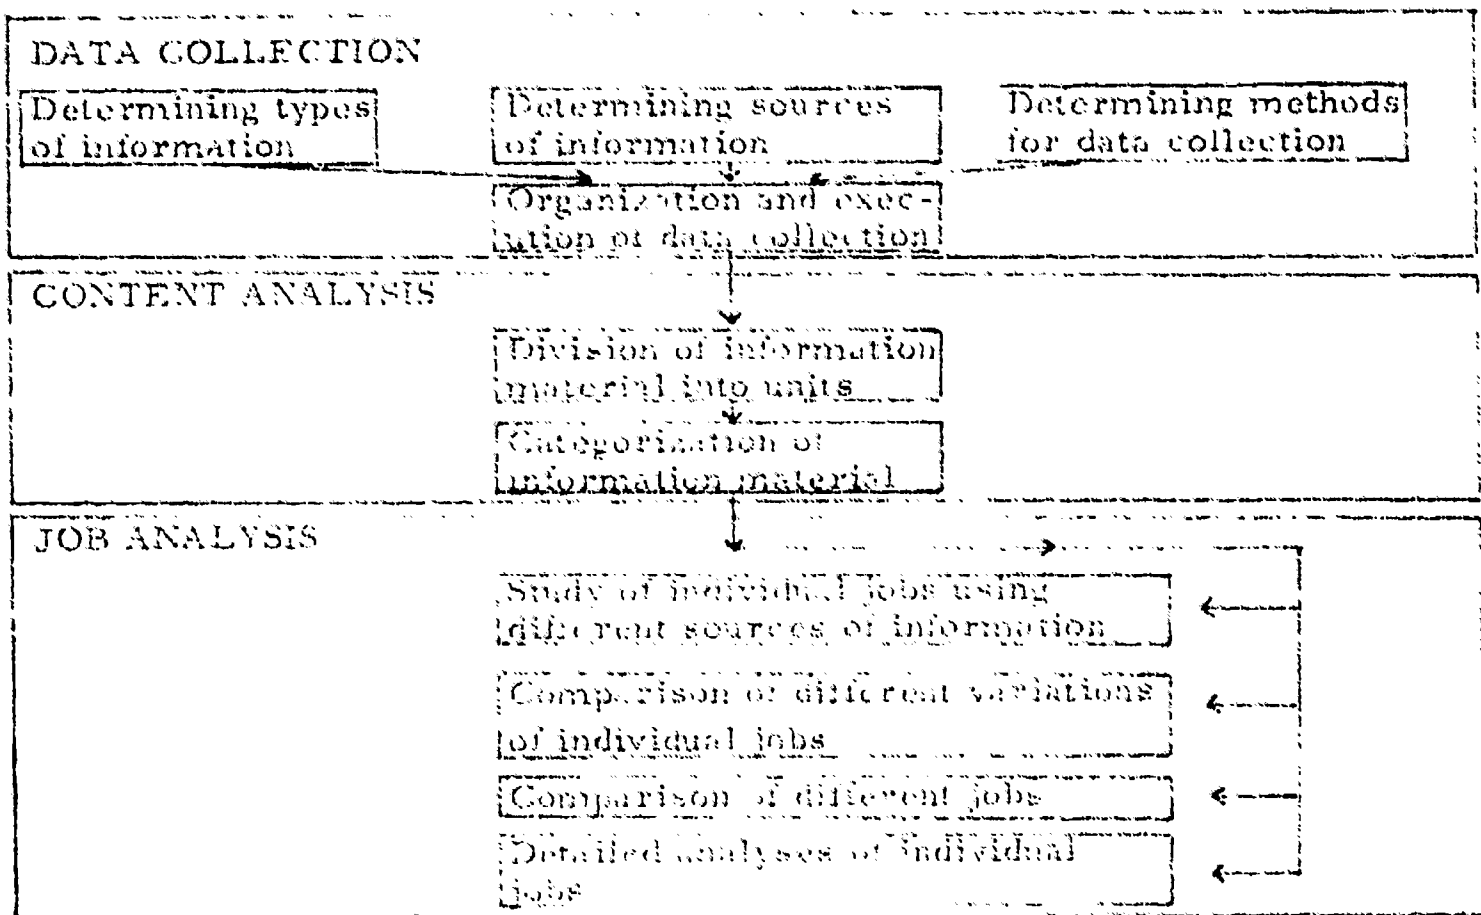 DATA COLLECTION
Determining types
of information
Determining sources
of information
Determining methods
for data collection
Organization and exec-
ution of data collection
CONTENT ANALYSIS
Division of information
material into units
Categorization of
information material
JOB ANALYSIS
Study of individual jobs using
different sources of information
Comparison of different variations
of individual jobs
Comparison of different jobs
Detailed analyses of individual
jobs